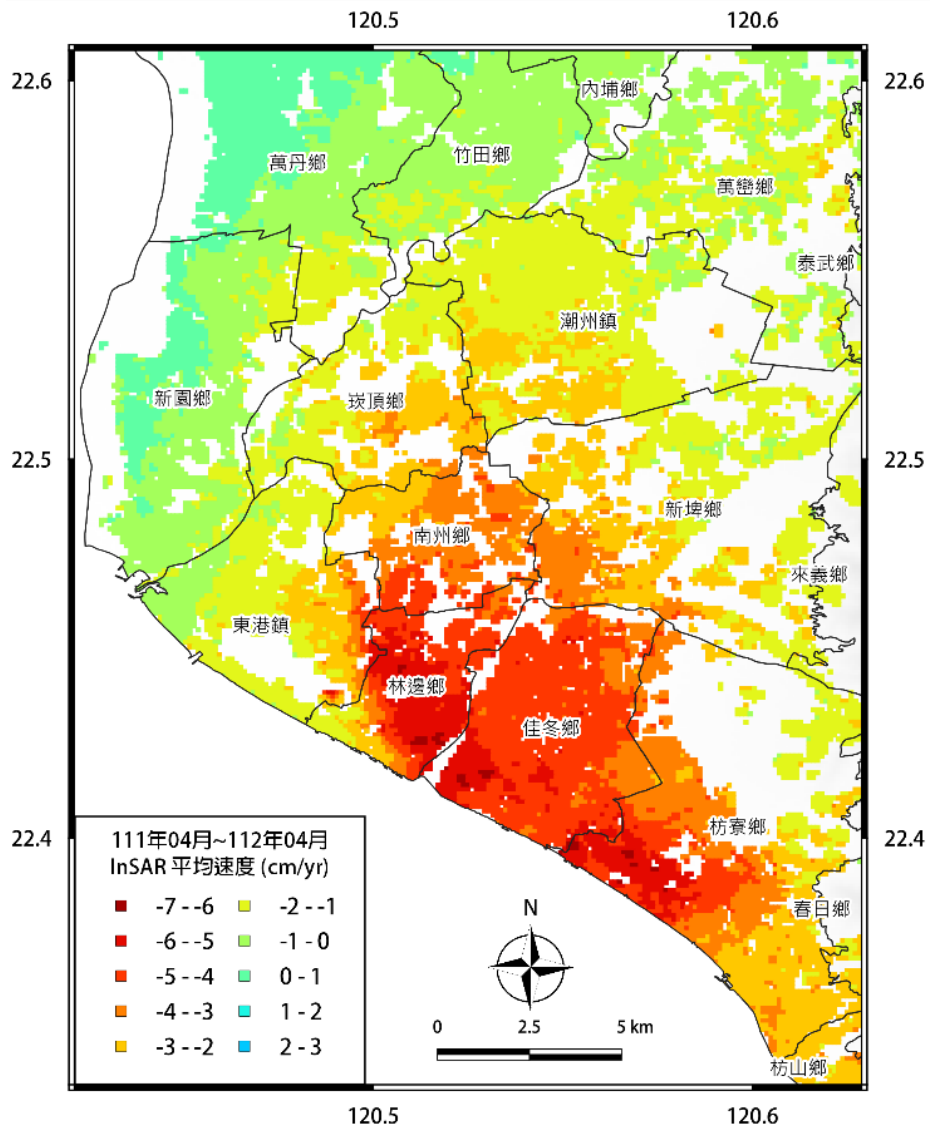 120.5
120.6
22.6
22.6
內埔鄉
竹田鄉
萬丹鄉
萬巒鄉
泰武鄉
潮州鎮
新園鄉
崁頂鄉
22.5
22.5
新埤鄉
南州鄉
來義鄉
東港鎮
林邊鄉
佳冬鄉
枋寮鄉
22.4
22.4
春日鄉
枋山鄉
111年04月~112年04月
InSAR 平均速度 (cm/yr)
-7 - -6
-2 - -1
-6 - -5
-1 - 0
-5 - -4
0 - 1
-4 - -3
1 - 2
-3 - -2
2 - 3
N
0 2.5 5 km
120.5
120.6